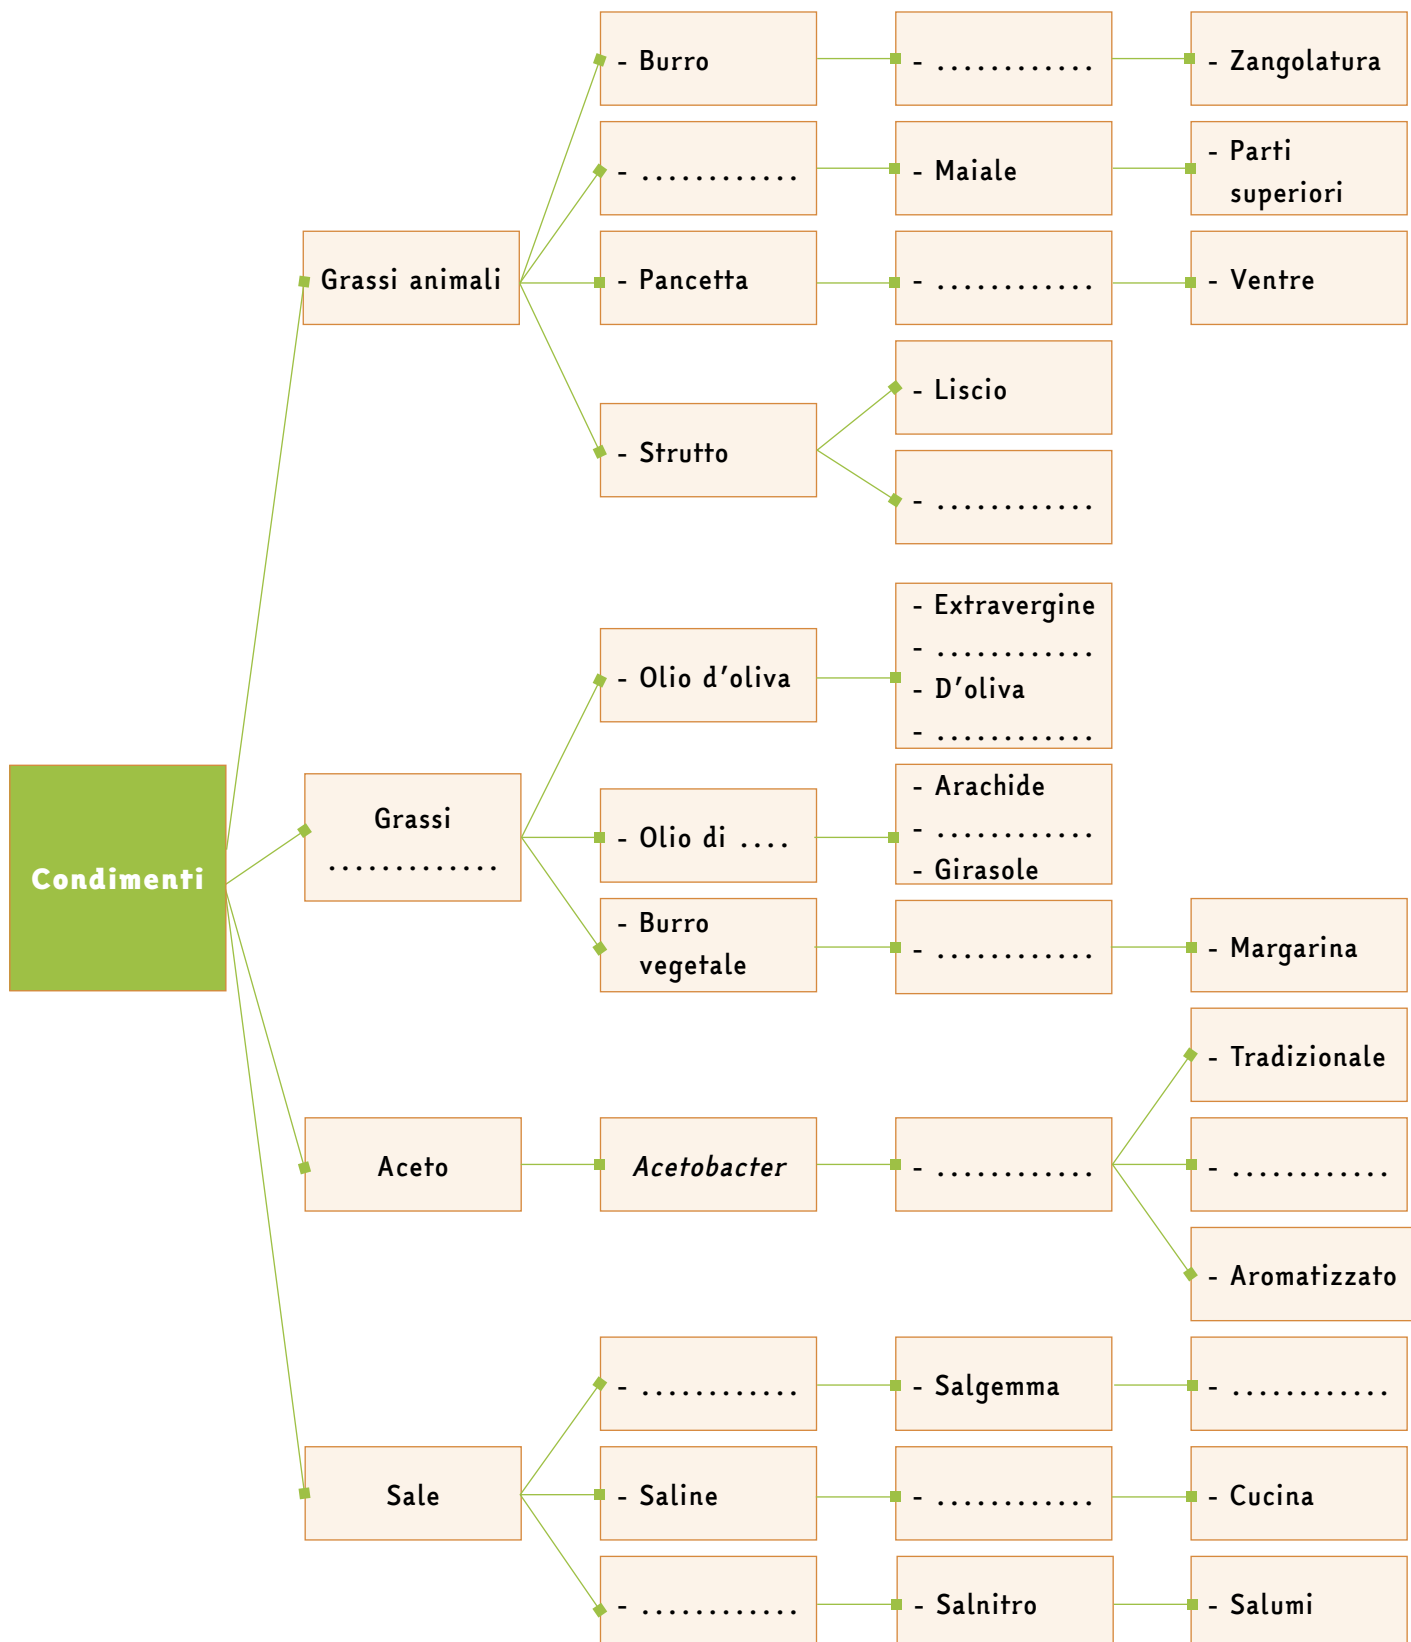 Condimenti
Grassi animali
- Burro
- ............
- Zangolatura
- ............
- Maiale
- Parti
superiori
- Pancetta
- ............
- Ventre
- Strutto
- Liscio
- ............
Grassi
.............
- Olio d’oliva
- Extravergine
- ............
- D’oliva
- ............
- Olio di ....
- Arachide
- ............
- Girasole
- Burro
vegetale
- ............
- Margarina
Aceto
Acetobacter
- ............
- Tradizionale
- ............
- Aromatizzato
Sale
- ............
- Salgemma
- ............
- Saline
- ............
- Cucina
- ............
- Salnitro
- Salumi